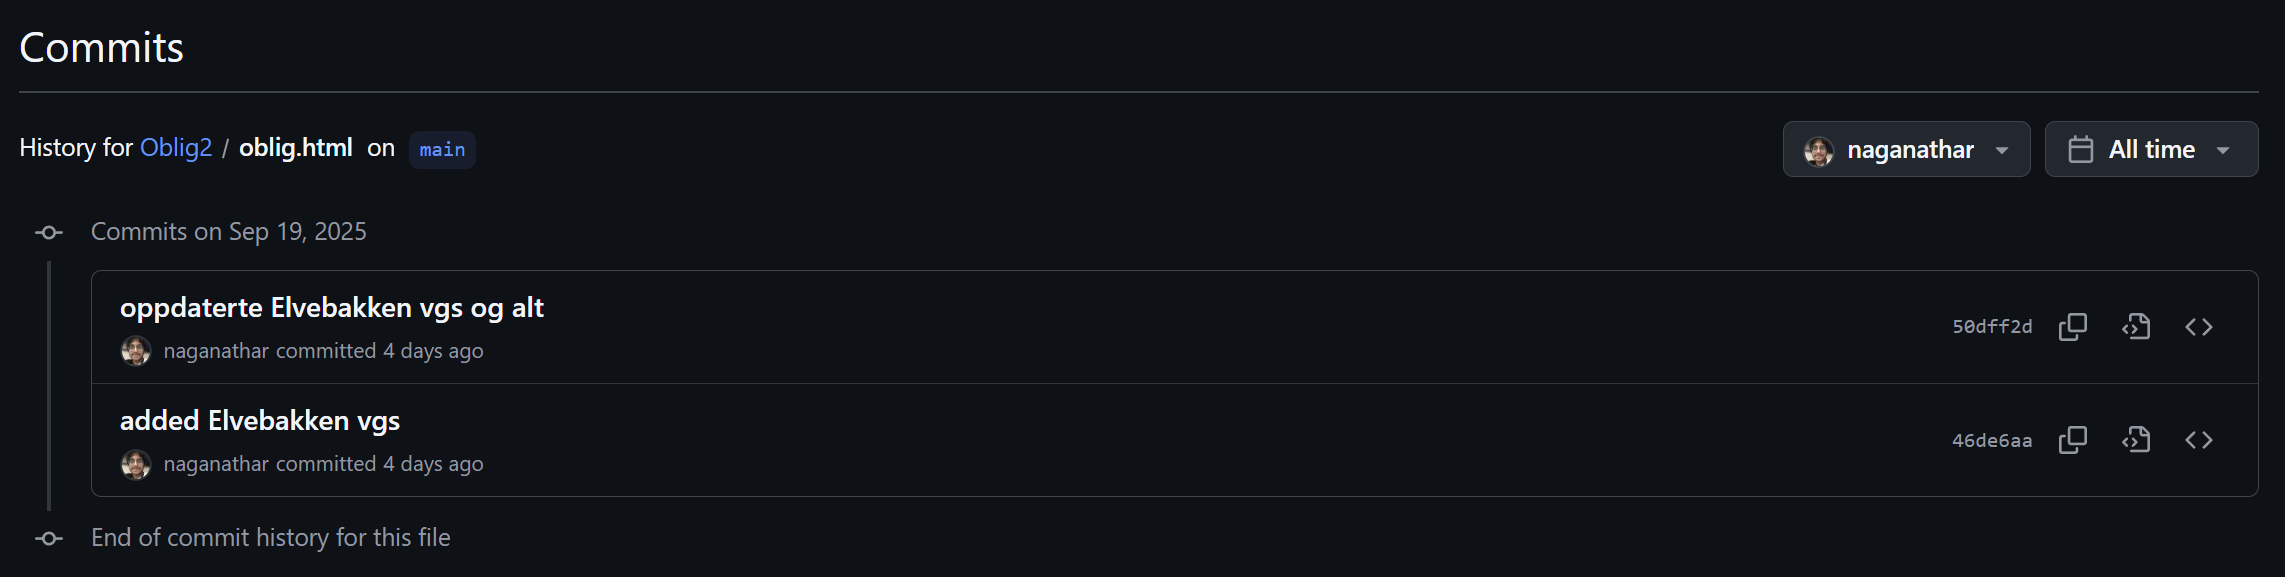 Commits
History for Oblig2 / oblig.html on main
naganathar
All time
Commits on Sep 19, 2025
oppdaterte Elvebakken vgs og alt
naganathar committed 4 days ago
50dff2d
added Elvebakken vgs
naganathar committed 4 days ago
46de6aa
End of commit history for this file